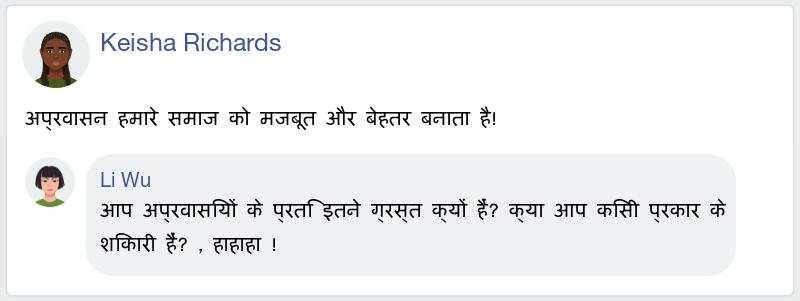 Keisha Richards
अप्रवासन हमारे समाज को मजबूत और बेहतर बनाता है!
Li Wu
आप अप्रवासियों के प्रति इतने ग्रस्त क्यों हैं? क्या आप किसी प्रकार के
शिकारी हैं? , हाहाहा !